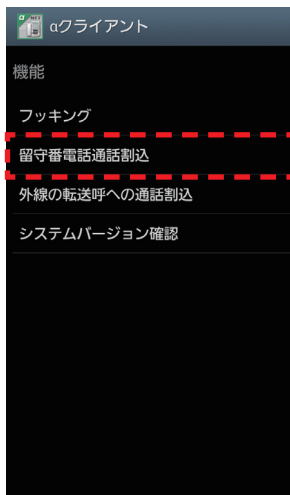 αクライアント
機能
フッキング
留守番電話通話割込
外線の転送呼への通話割込
システムバージョン確認